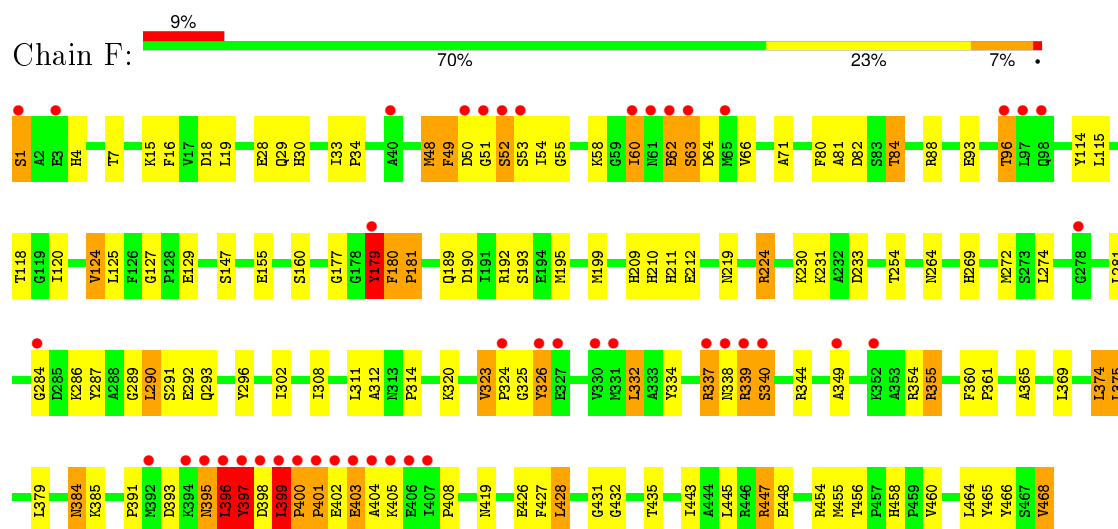 9%
Chain F:
70% 23% 7% •
S1 A2 E3 H4 T7 K15 F16 V17 D18 L19 E28 Q29 H30 I33 P34 A40 M48 F49 D50 G51 S52 S53 I54 G55 K58 G59 I60 N61 E62 S63 D64 M65 V66 A71 F80 A81 D82 S83 T84 R88 E93 T96 L97 Q98 Y114 L115
T118 G119 I120 V124 L125 F126 G127 P128 E129 S147 E155 S160 G177 G178 Y179 F180 P181 Q189 D190 I191 R192 S193 E194 M195 M199 H209 H210 H211 E212 N219 R224 K230 K231 A232 D233 T254 N264 H269 M272 S273 L274 G278 L281
G284 D285 K286 Y287 A288 G289 L290 S291 E292 Q293 Y296 I302 I308 L311 A312 N313 P314 K320 V323 P324 G325 Y326 E327 V330 M331 L332 A333 Y334 R337 N338 R339 S340 R344 A349 K352 A353 R354 R355 F360 P361 A365 L369 L374 L375
L379 N384 K385 P391 M392 D393 K394 N395 L396 Y397 D398 L399 P400 P401 E402 E403 A404 K405 E406 I407 P408 N419 E426 F427 L428 G431 G432 T435 I443 A444 L445 R446 R447 E448 R454 M455 T456 P457 H458 P459 V460 L464 Y465 Y466 S467 V468